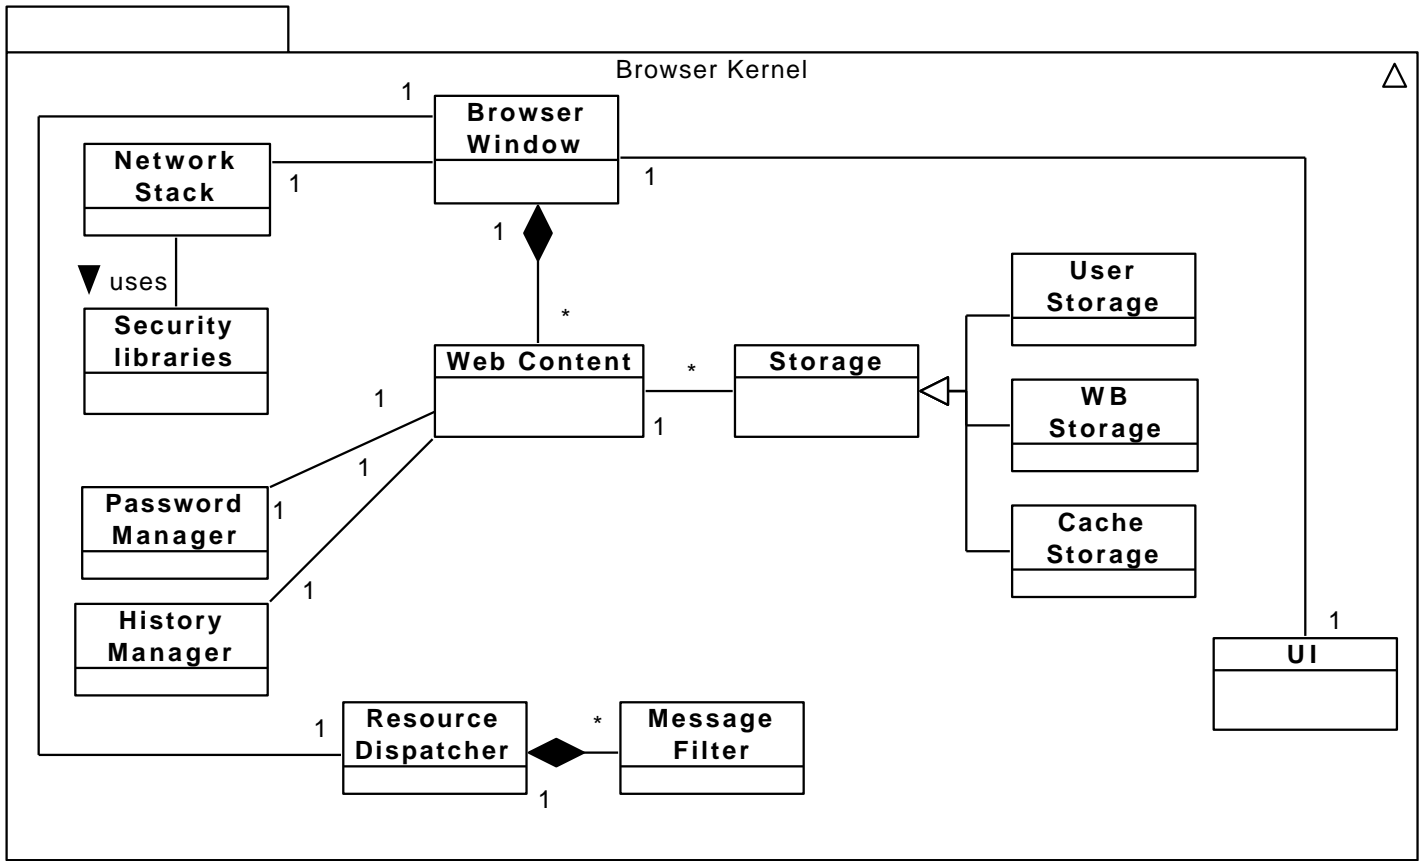 Browser Kernel
1
Browser
Window
Network
Stack
1
1
1
uses
*
Security
libraries
User
Storage
Web Content
*
Storage
1
1
WB
Storage
1
1
Password
Manager
Cache
Storage
1
History
Manager
1
UI
1
Resource
Dispatcher
*
Message
Filter
1